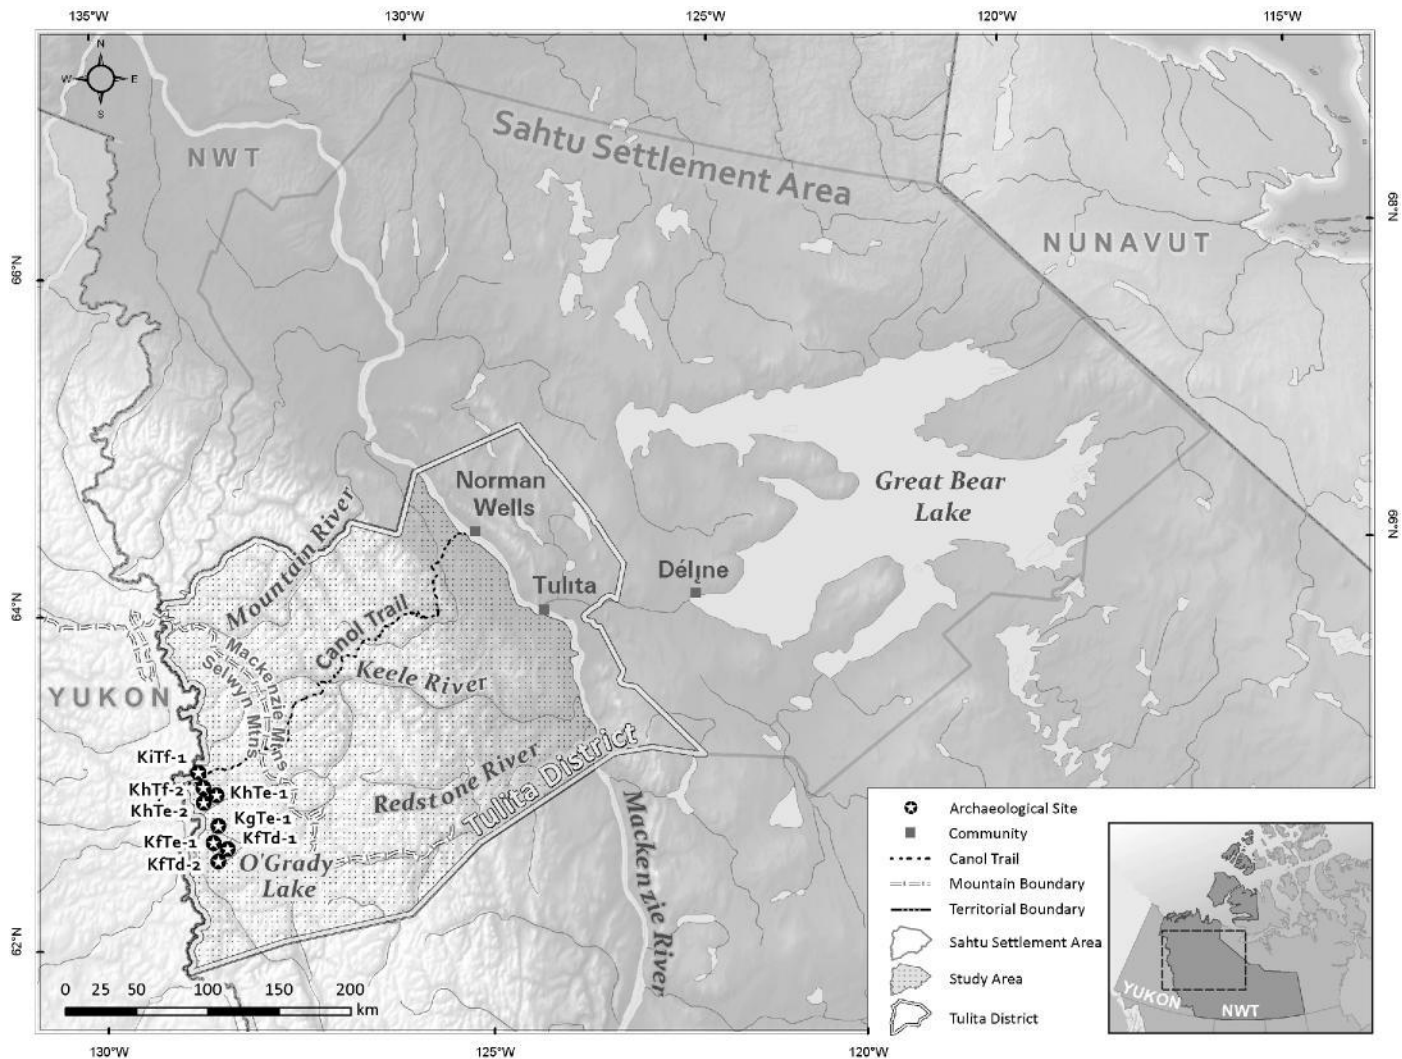 135°W 130°W 125°W 120°W 115°W
N
W E
S
NWT
Sahtu Settlement Area
68°N
NUNAVUT
66°N
Great Bear
Lake
Norman
Wells
66°N
Mountain River
Tulita
Délı̨ne
64°N
Canol Trail
Mackenzie Mtns
Selwyn Mtns
Keele River
YUKON
KiTf-1
KhTf-2
KhTe-1
KhTe-2
KgTe-1
KfTe-1
KfTd-1
KfTd-2
O'Grady
Lake
Redstone River
Tulita District
Mackenzie River
62°N
0 25 50 100 150 200
km
Archaeological Site
Community
Canol Trail
Mountain Boundary
Territorial Boundary
Sahtu Settlement Area
Study Area
Tulita District
YUKON
NWT
130°W 125°W 120°W